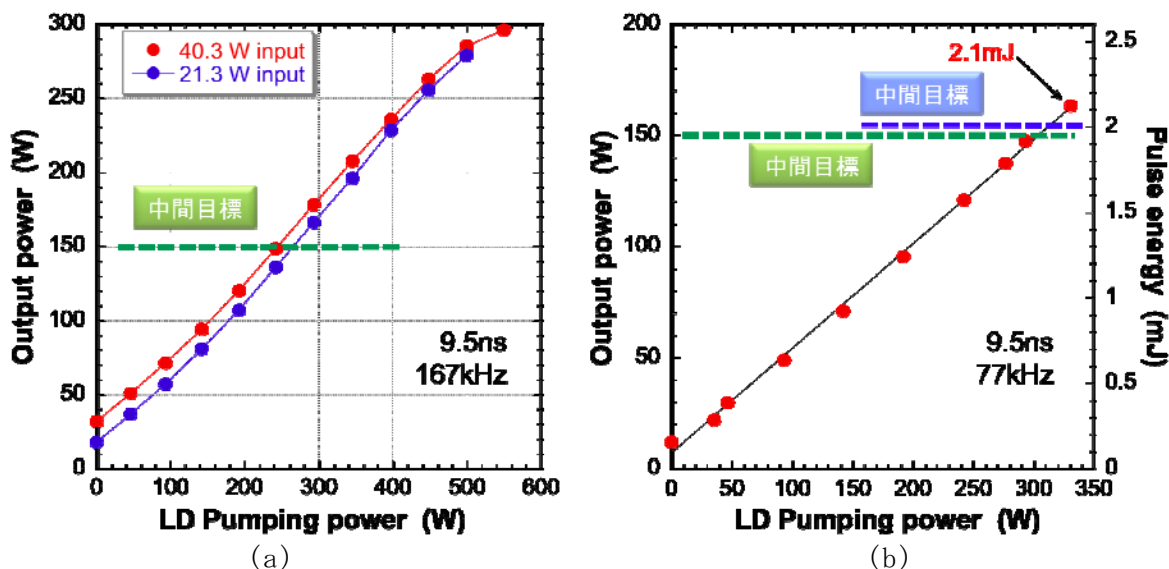 (a)
300
250
200
150
100
50
0
Output power (W)
40.3 W input
21.3 W input
中間目標
9.5ns
167kHz
0 100 200 300 400 500 600
LD Pumping power (W)
(a)
(b)
200
150
100
50
0
Output power (W)
2.1mJ
中間目標
中間目標
9.5ns
77kHz
2.5
2
1.5
1
0.5
0
Pulse energy (mJ)
0 50 100 150 200 250 300 350
LD Pumping power (W)
(b)